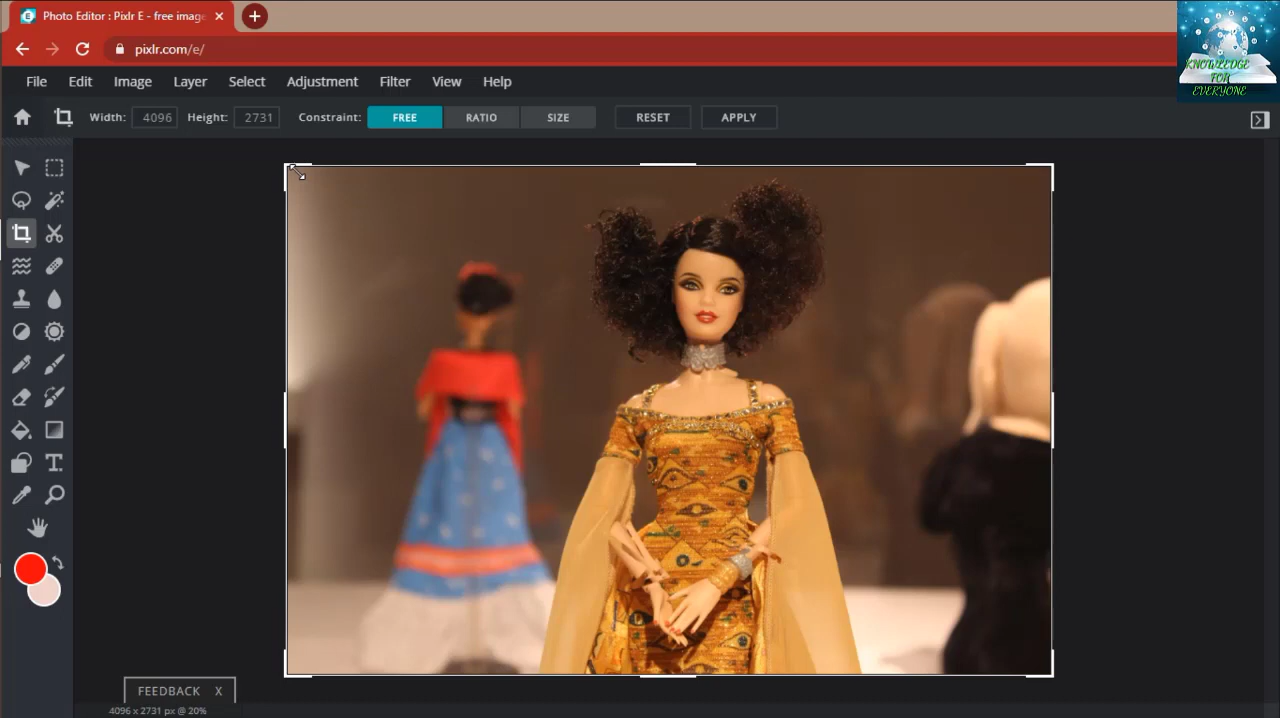 Photo Editor : Pixlr E - free image
pixlr.com/e/
KNOWLEDGE
FOR
EVERYONE
File Edit Image Layer Select Adjustment Filter View Help
Width: 4096 Height: 2731 Constraint: FREE RATIO SIZE RESET APPLY
FEEDBACK X
4096 x 2731 px @ 20%